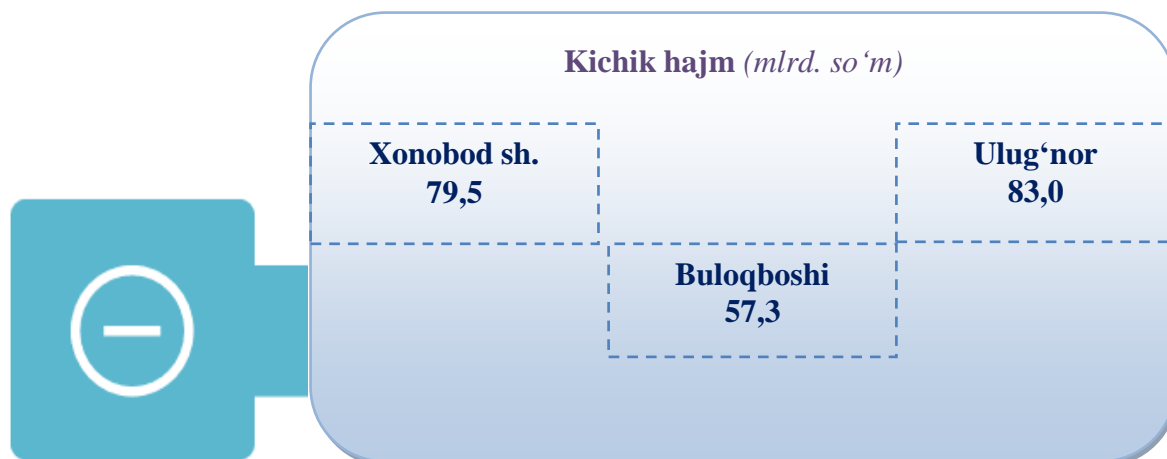 Kichik hajm (mlrd. so‘m)
Xonobod sh.
79,5
Ulug‘nor
83,0
Buloqboshi
57,3